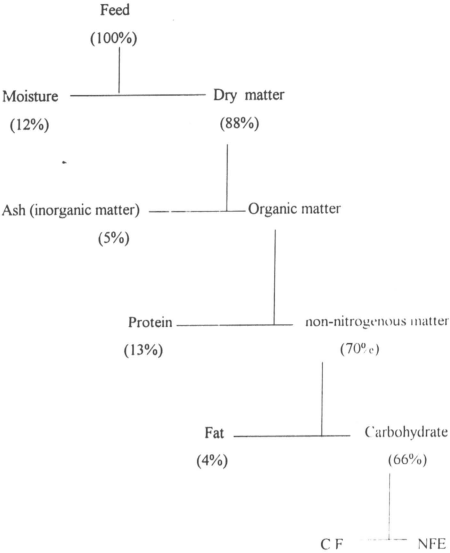 Feed
(100%)
Moisture Dry matter
(12%) (88%)
Ash (inorganic matter) Organic matter
(5%)
Protein non-nitrogenous matter
(13%) (70%)
Fat Carbohydrate
(4%) (66%)
C F NFE